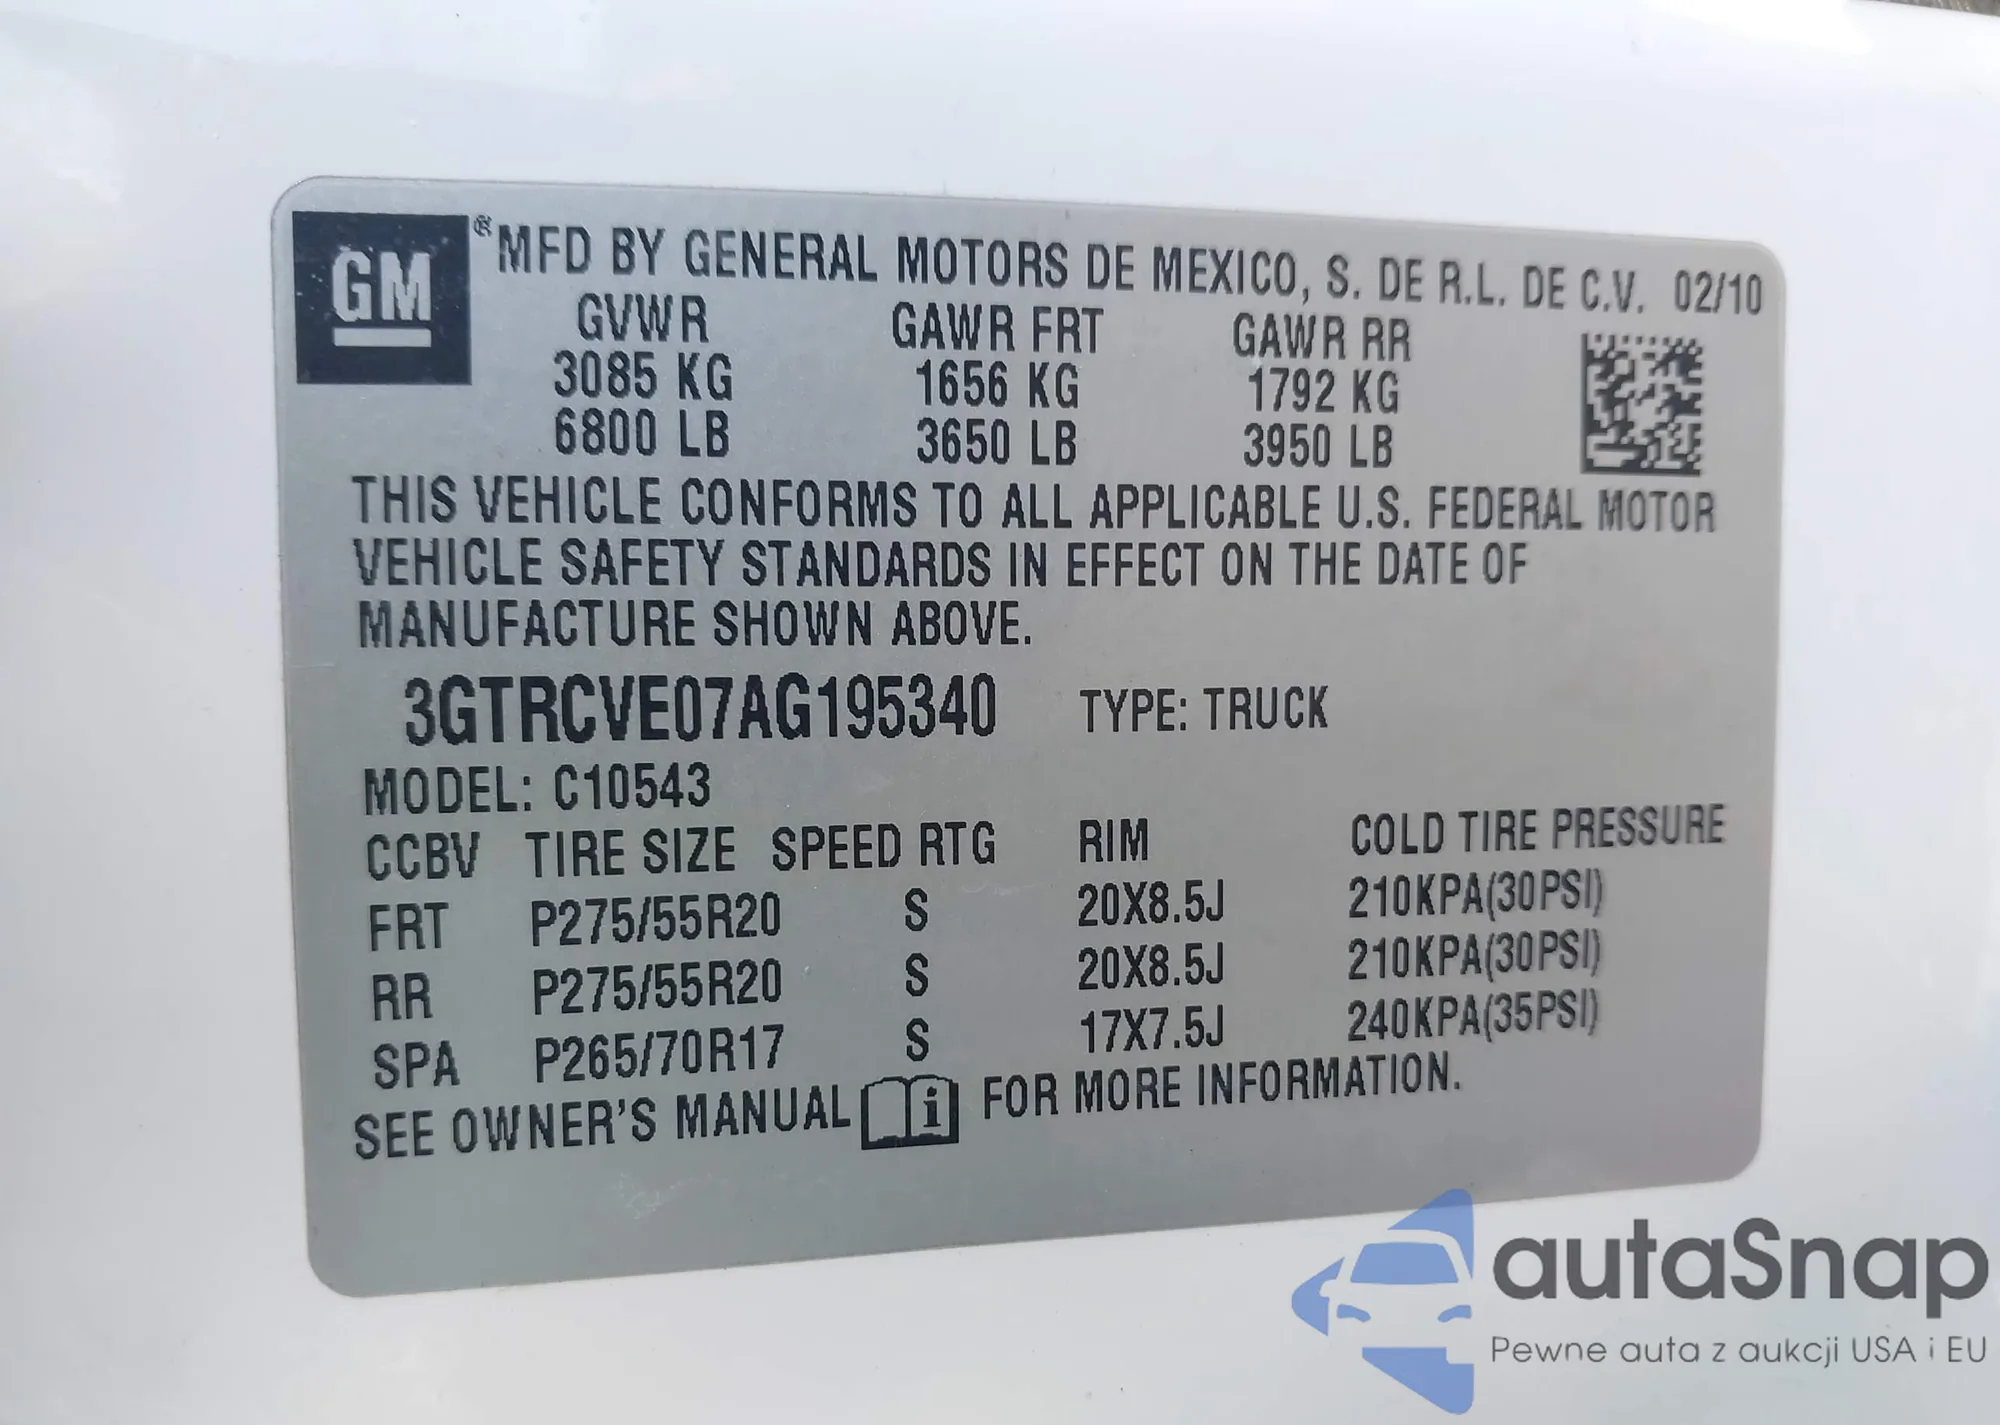 GM ® MFD BY GENERAL MOTORS DE MEXICO, S. DE R.L. DE C.V. 02/10
GVWR GAWR FRT GAWR RR
3085 KG 1656 KG 1792 KG
6800 LB 3650 LB 3950 LB
THIS VEHICLE CONFORMS TO ALL APPLICABLE U.S. FEDERAL MOTOR
VEHICLE SAFETY STANDARDS IN EFFECT ON THE DATE OF
MANUFACTURE SHOWN ABOVE.
3GTRCVE07AG195340 TYPE: TRUCK
MODEL: C10543
CCBV TIRE SIZE SPEED RTG RIM COLD TIRE PRESSURE
FRT P275/55R20 S 20X8.5J 210KPA(30PSI)
RR P275/55R20 S 20X8.5J 210KPA(30PSI)
SPA P265/70R17 S 17X7.5J 240KPA(35PSI)
SEE OWNER'S MANUAL i FOR MORE INFORMATION.
autaSnap
Pewne auta z aukcji USA i EU